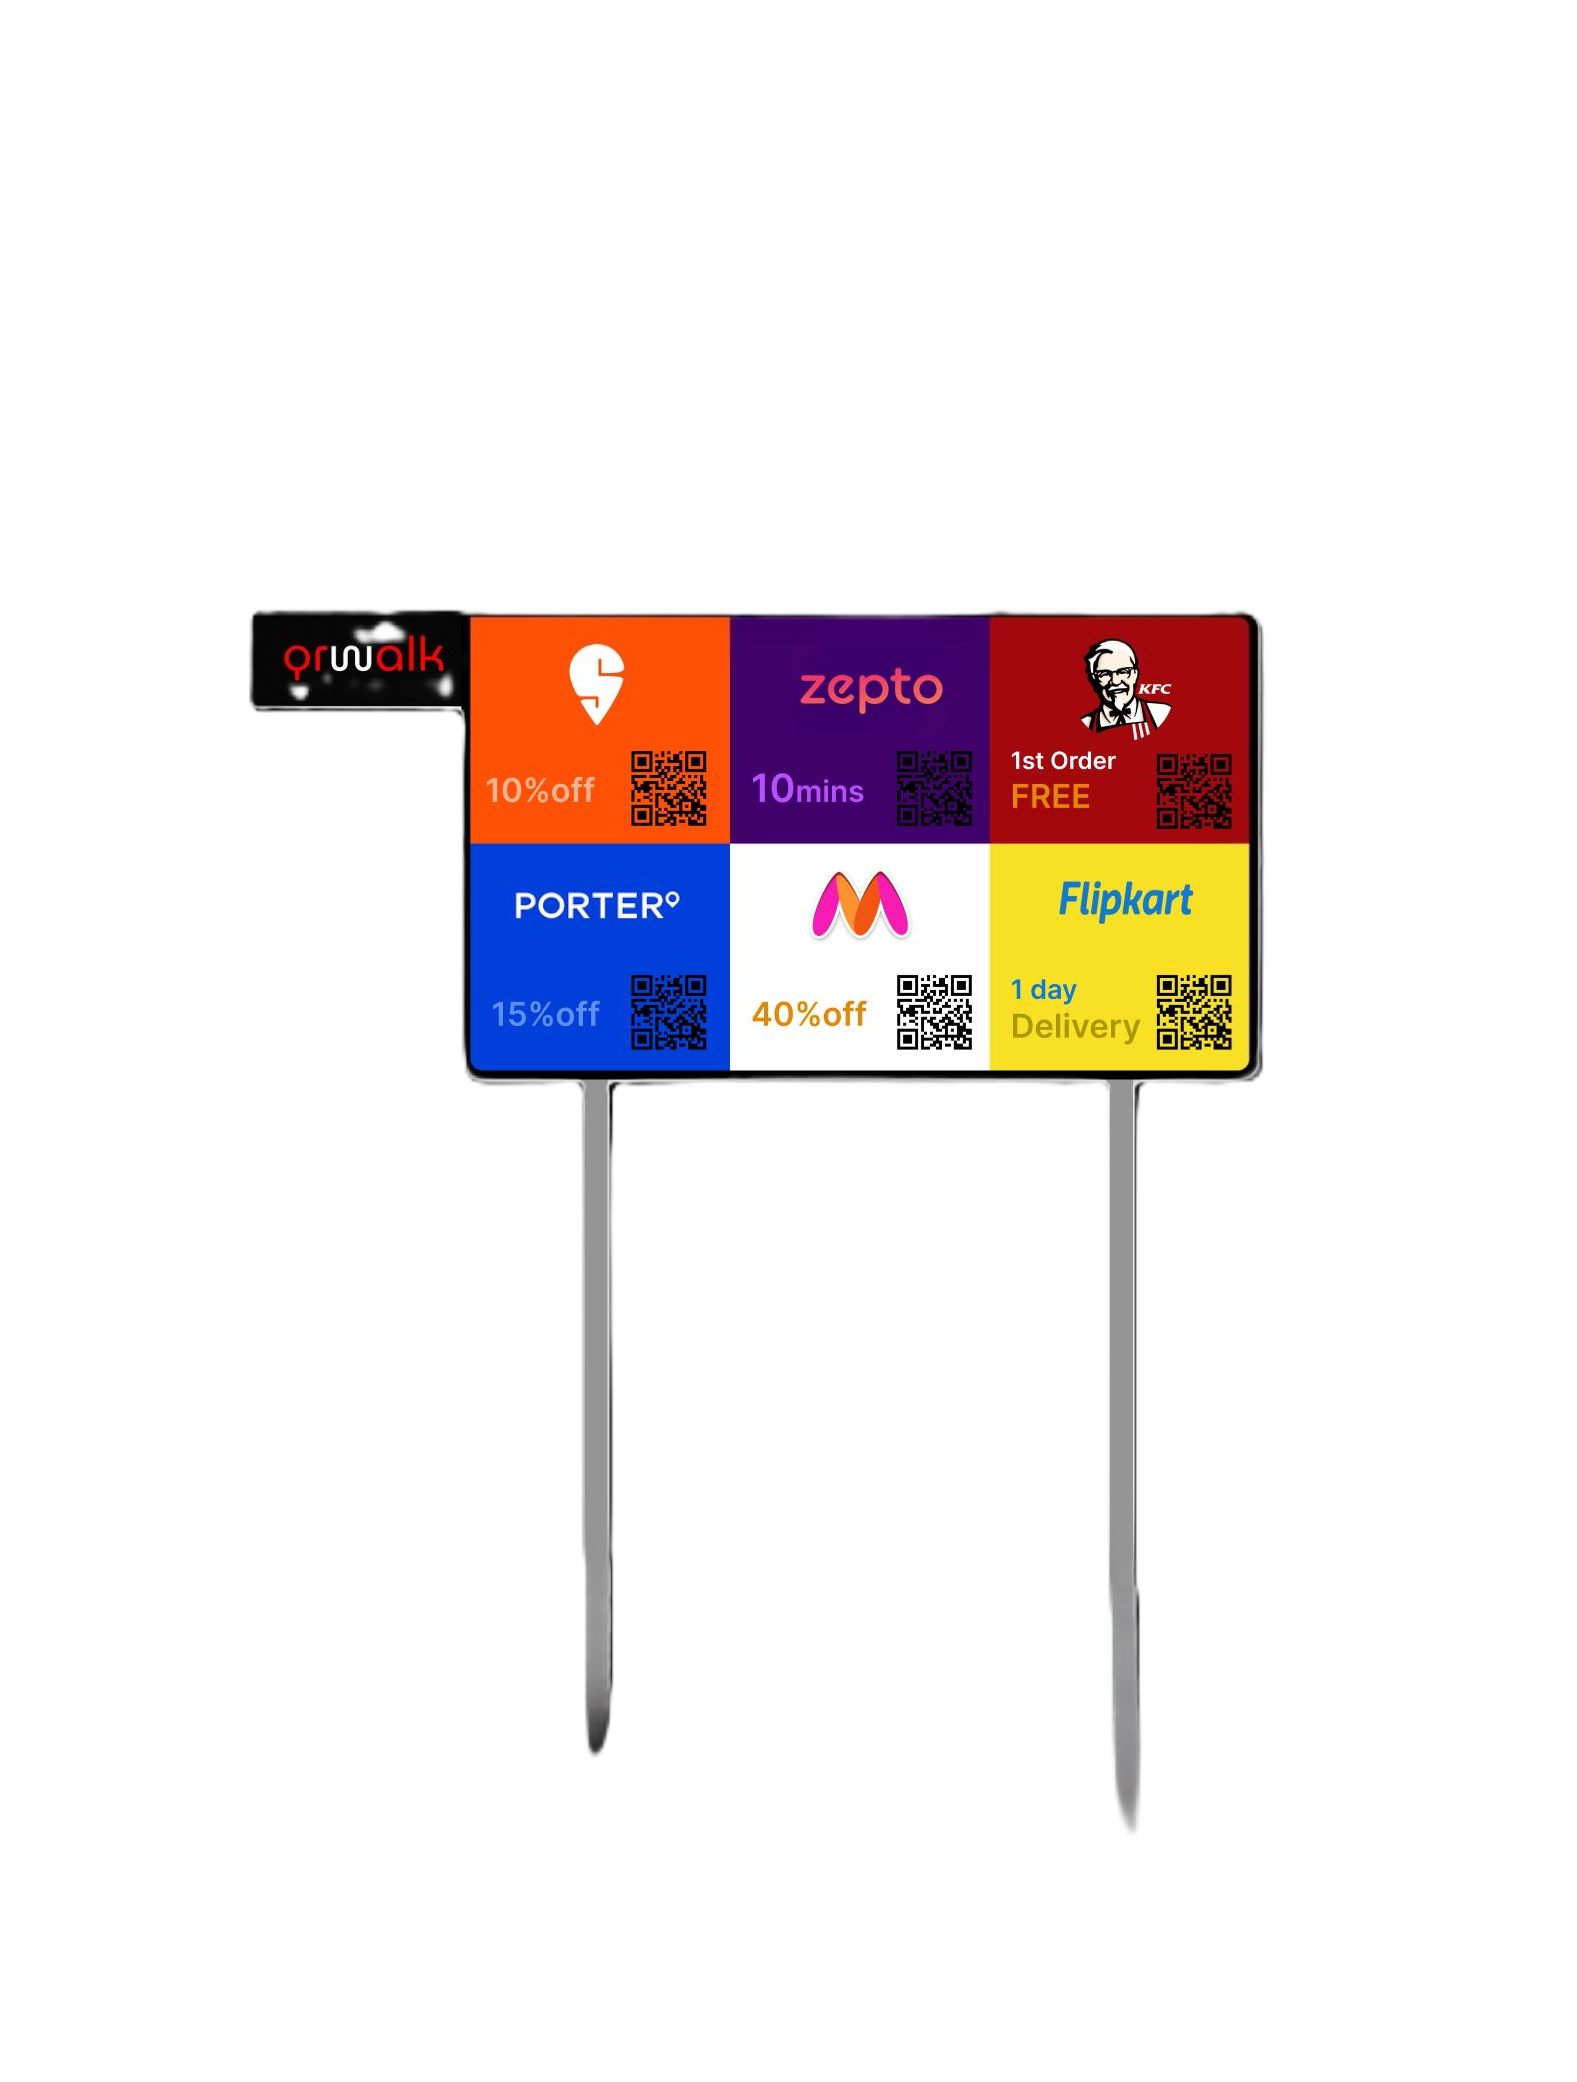 qrwalk
10%off
zepto
10mins
KFC
1st Order
FREE
PORTER
15%off
40%off
Flipkart
1 day
Delivery